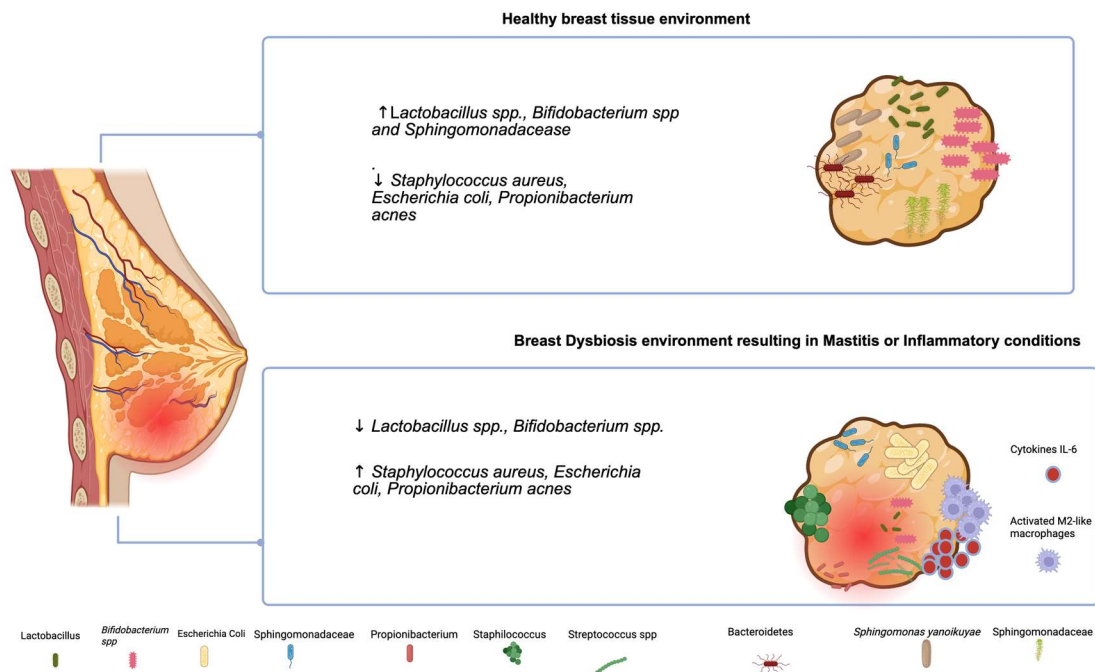 Healthy breast tissue environment
↑Lactobacillus spp., Bifidobacterium spp
and Sphingomonadacease
.
↓ Staphylococcus aureus,
Escherichia coli, Propionibacterium
acnes
Breast Dysbiosis environment resulting in Mastitis or Inflammatory conditions
↓ Lactobacillus spp., Bifidobacterium spp.
↑ Staphylococcus aureus, Escherichia
coli, Propionibacterium acnes
Cytokines IL-6
Activated M2-like
macrophages
Lactobacillus
Bifidobacterium
spp
Escherichia Coli
Sphingomonadaceae
Propionibacterium
Staphilococcus
Streptococcus spp
Bacteroidetes
Sphingomonas yanoikuyae
Sphingomonadaceae